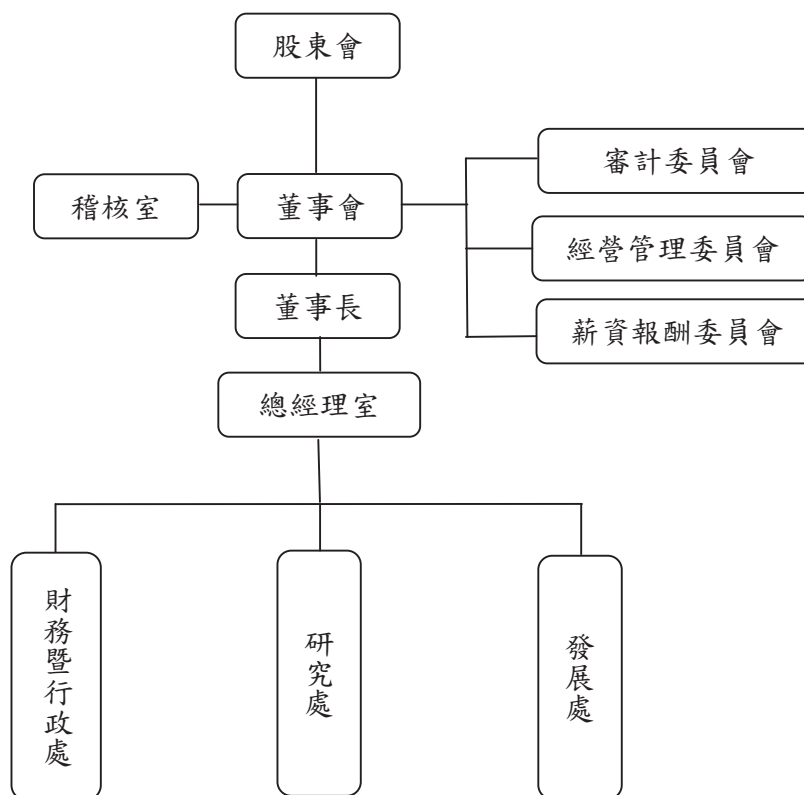 股東會
審計委員會
稽核室
董事會
經營管理委員會
董事長
薪資報酬委員會
總經理室
財務暨行政處
研究處
發展處